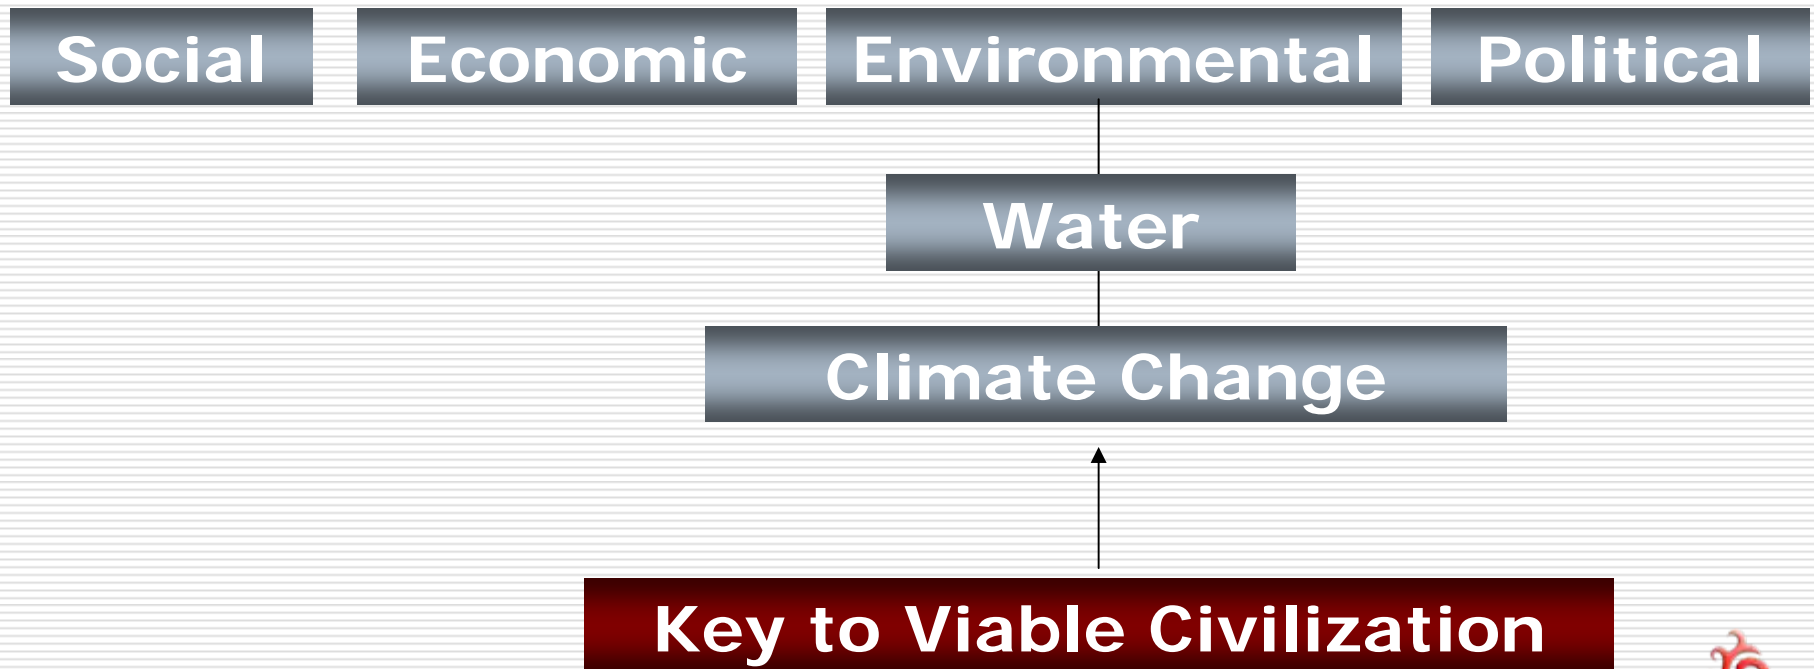 Social Economic Environmental Political
Water
Climate Change
Key to Viable Civilization